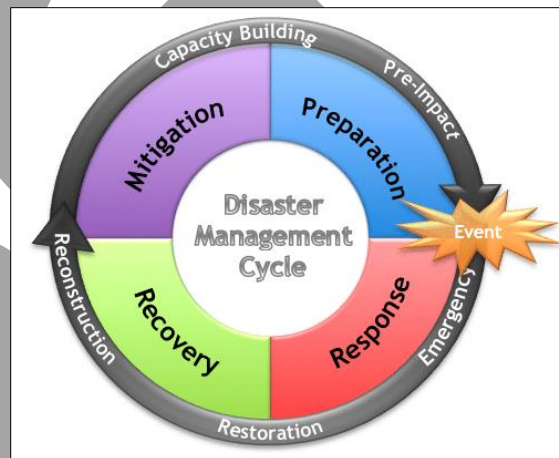 Capacity Building
Pre-Impact
Mitigation
Preparation
Disaster
Management
Cycle
Event
Reconstruction
Recovery
Response
Emergency
Restoration